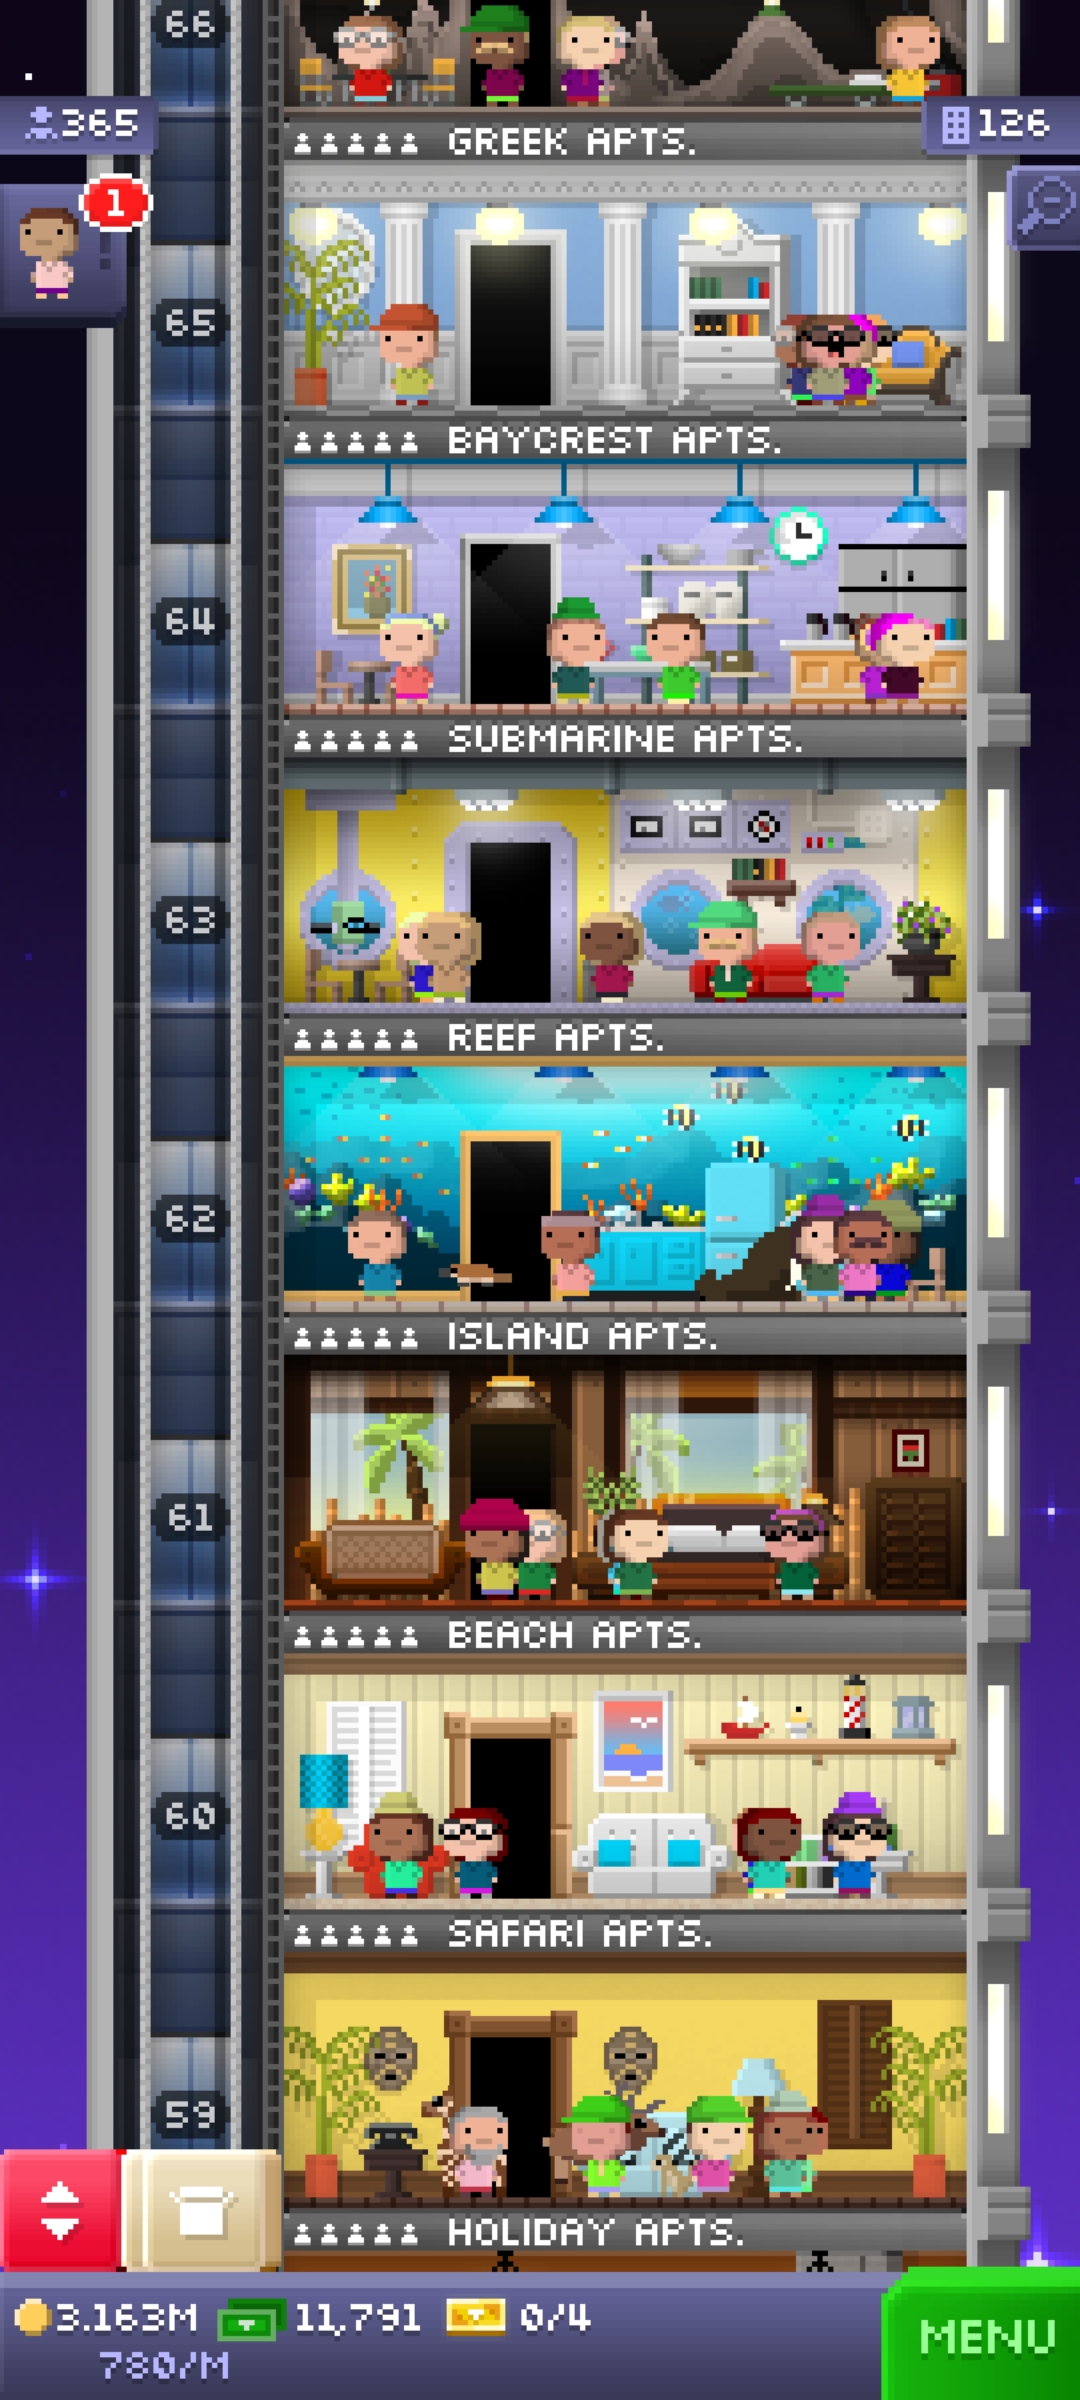 66
365
GREEK APTS.
126
1
65
BAYCREST APTS.
64
SUBMARINE APTS.
63
REEF APTS.
62
ISLAND APTS.
61
BEACH APTS.
60
SAFARI APTS.
59
HOLIDAY APTS.
3.163M 11,791 0/4
780/M
MENU